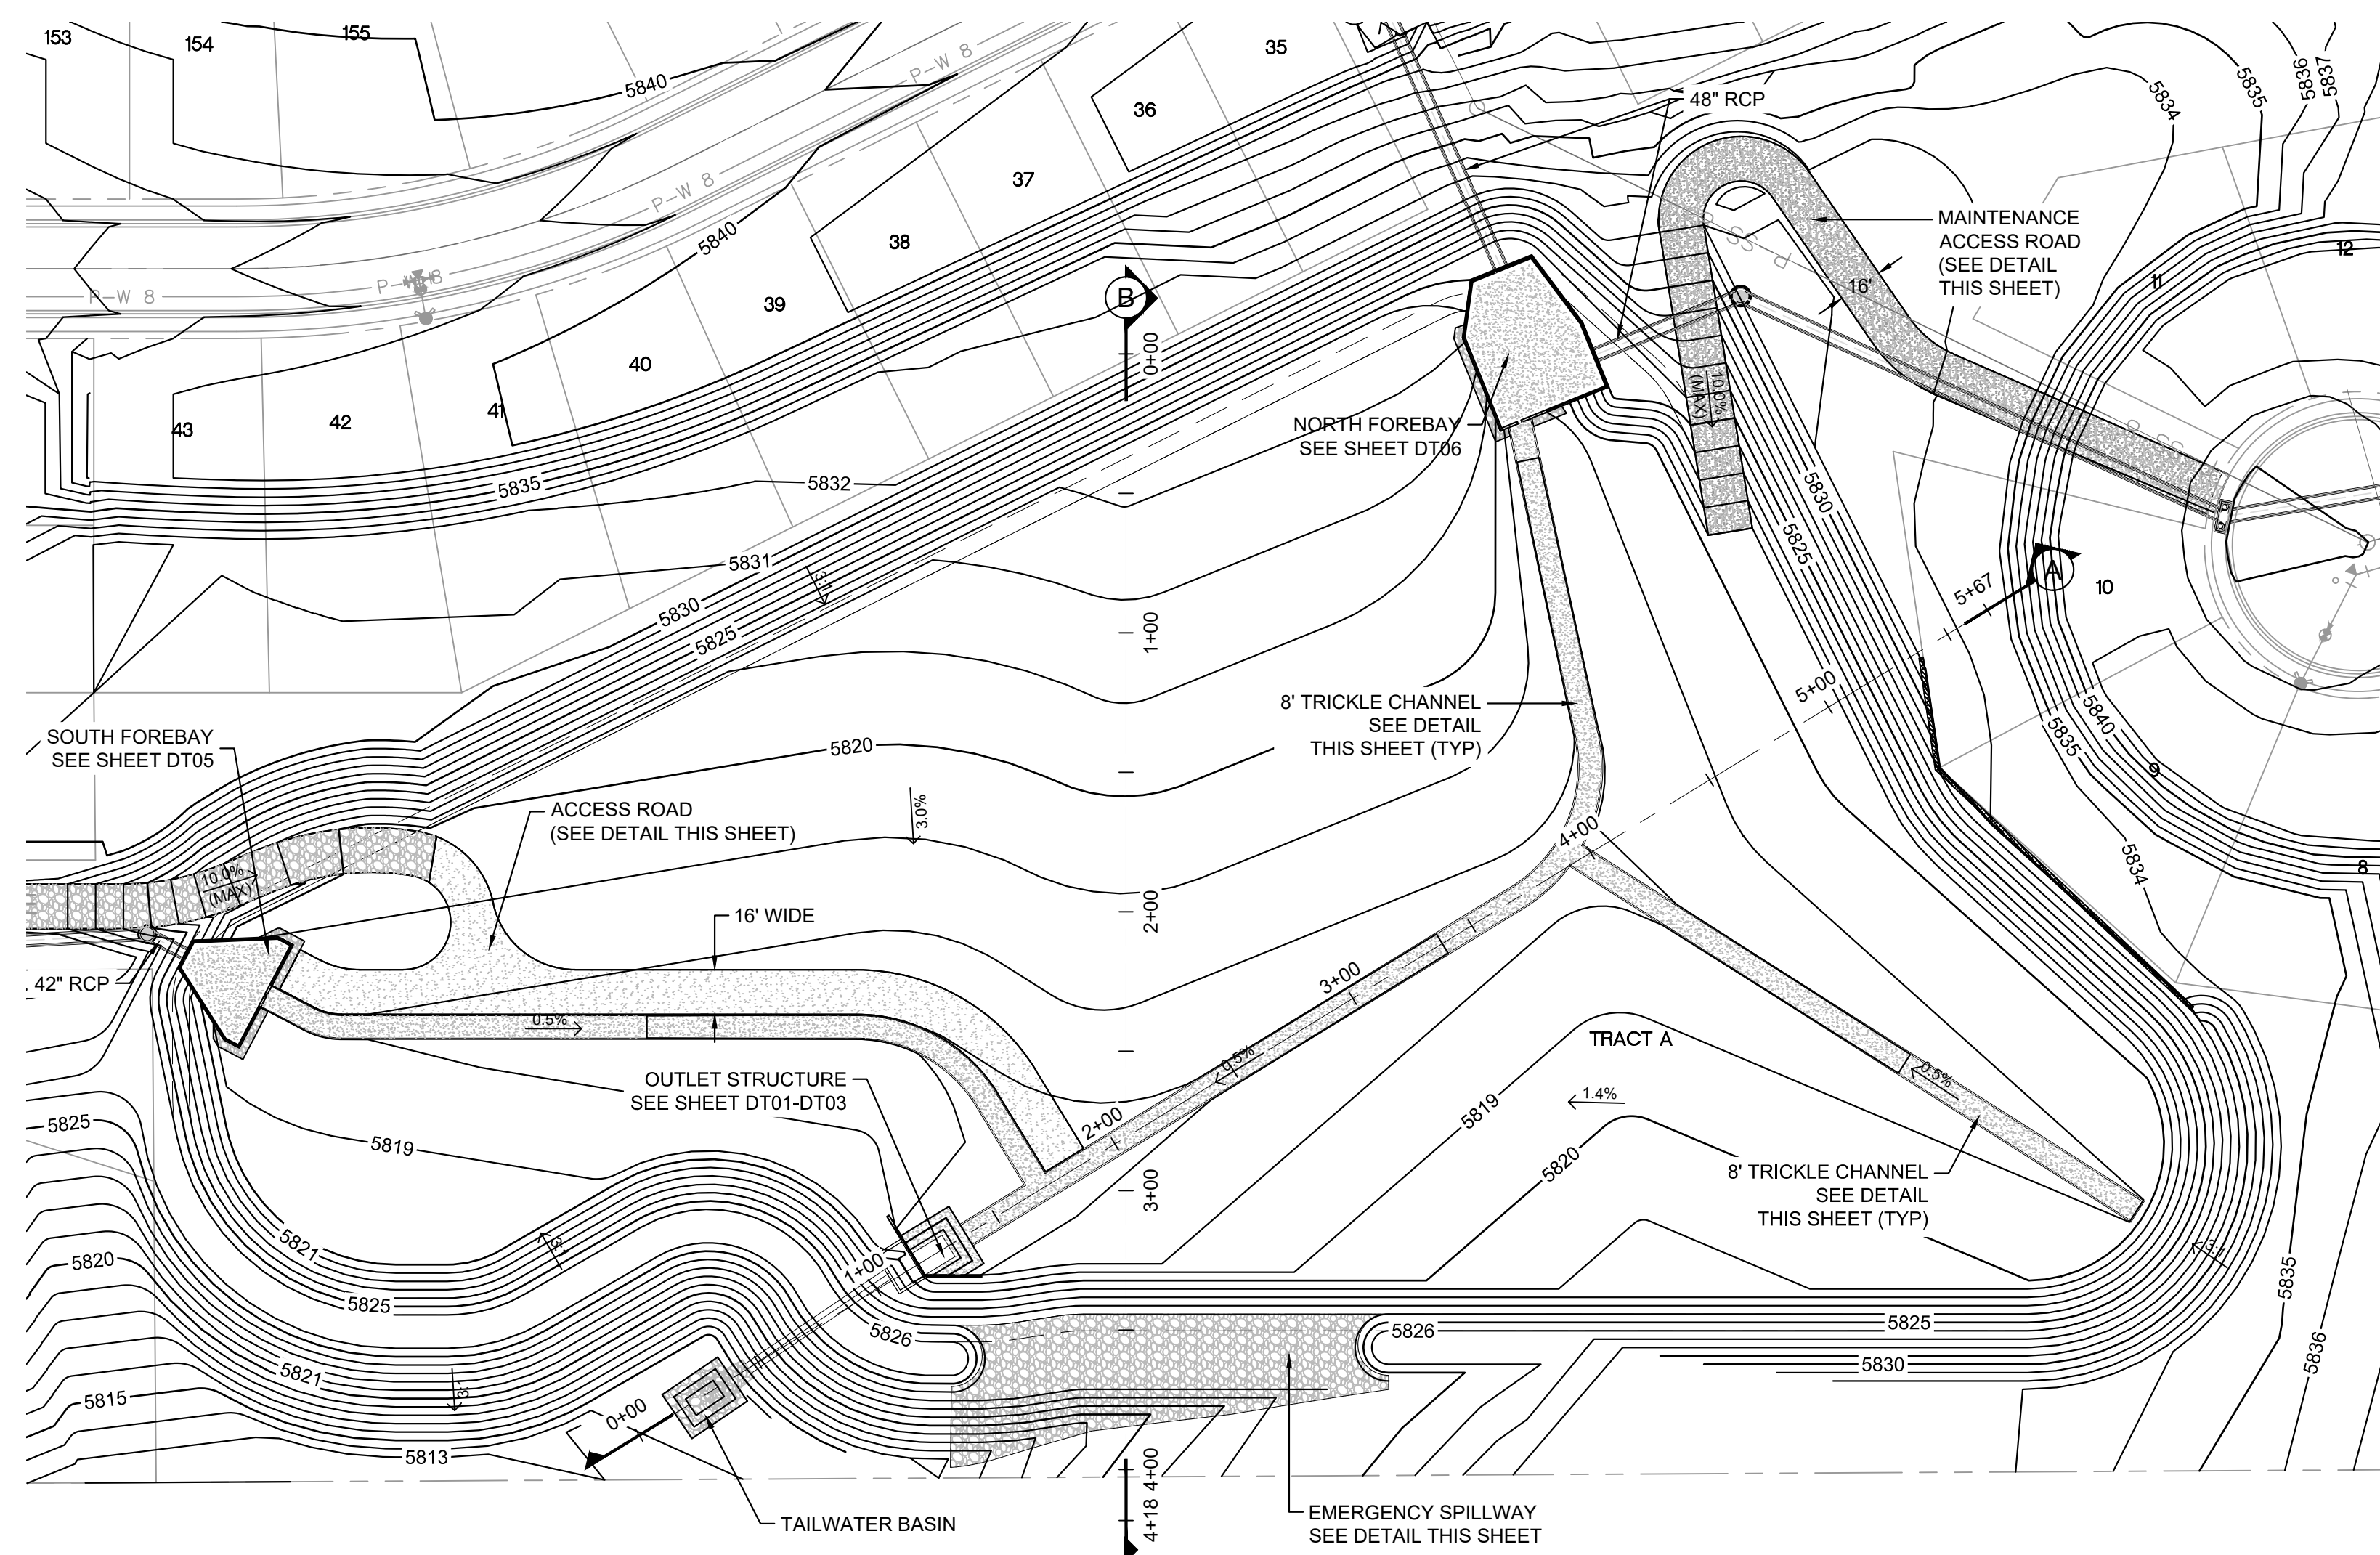 153
154
155
5840
P-W 8
35
36
37
38
39
40
41
42
43
48" RCP
5834
5835
5836
5837
P-W 8
5840
P-W 8
P-W 8
MAINTENANCE
ACCESS ROAD
(SEE DETAIL
THIS SHEET)
16'
11
12
B
0+00
10.0%
(MAX)
NORTH FOREBAY
SEE SHEET DT06
5835
5832
5831
3:1
5830
5825
5830
5825
1+00
A
5+67
10
5+00
5840
5835
9
8
5834
SOUTH FOREBAY
SEE SHEET DT05
8' TRICKLE CHANNEL
SEE DETAIL
THIS SHEET (TYP)
5820
3.0%
ACCESS ROAD
(SEE DETAIL THIS SHEET)
4+00
10.0%
(MAX)
16' WIDE
2+00
42" RCP
3+00
0.5%
TRACT A
0.5%
0.5%
1.4%
OUTLET STRUCTURE
SEE SHEET DT01-DT03
5819
2+00
5825
5819
5820
8' TRICKLE CHANNEL
SEE DETAIL
THIS SHEET (TYP)
3+00
5821
3:1
3:1
5820
1+00
5835
5825
5826
5826
5825
5836
5821
5830
3:1
5815
0+00
5813
4+00
4+18
TAILWATER BASIN
EMERGENCY SPILLWAY
SEE DETAIL THIS SHEET